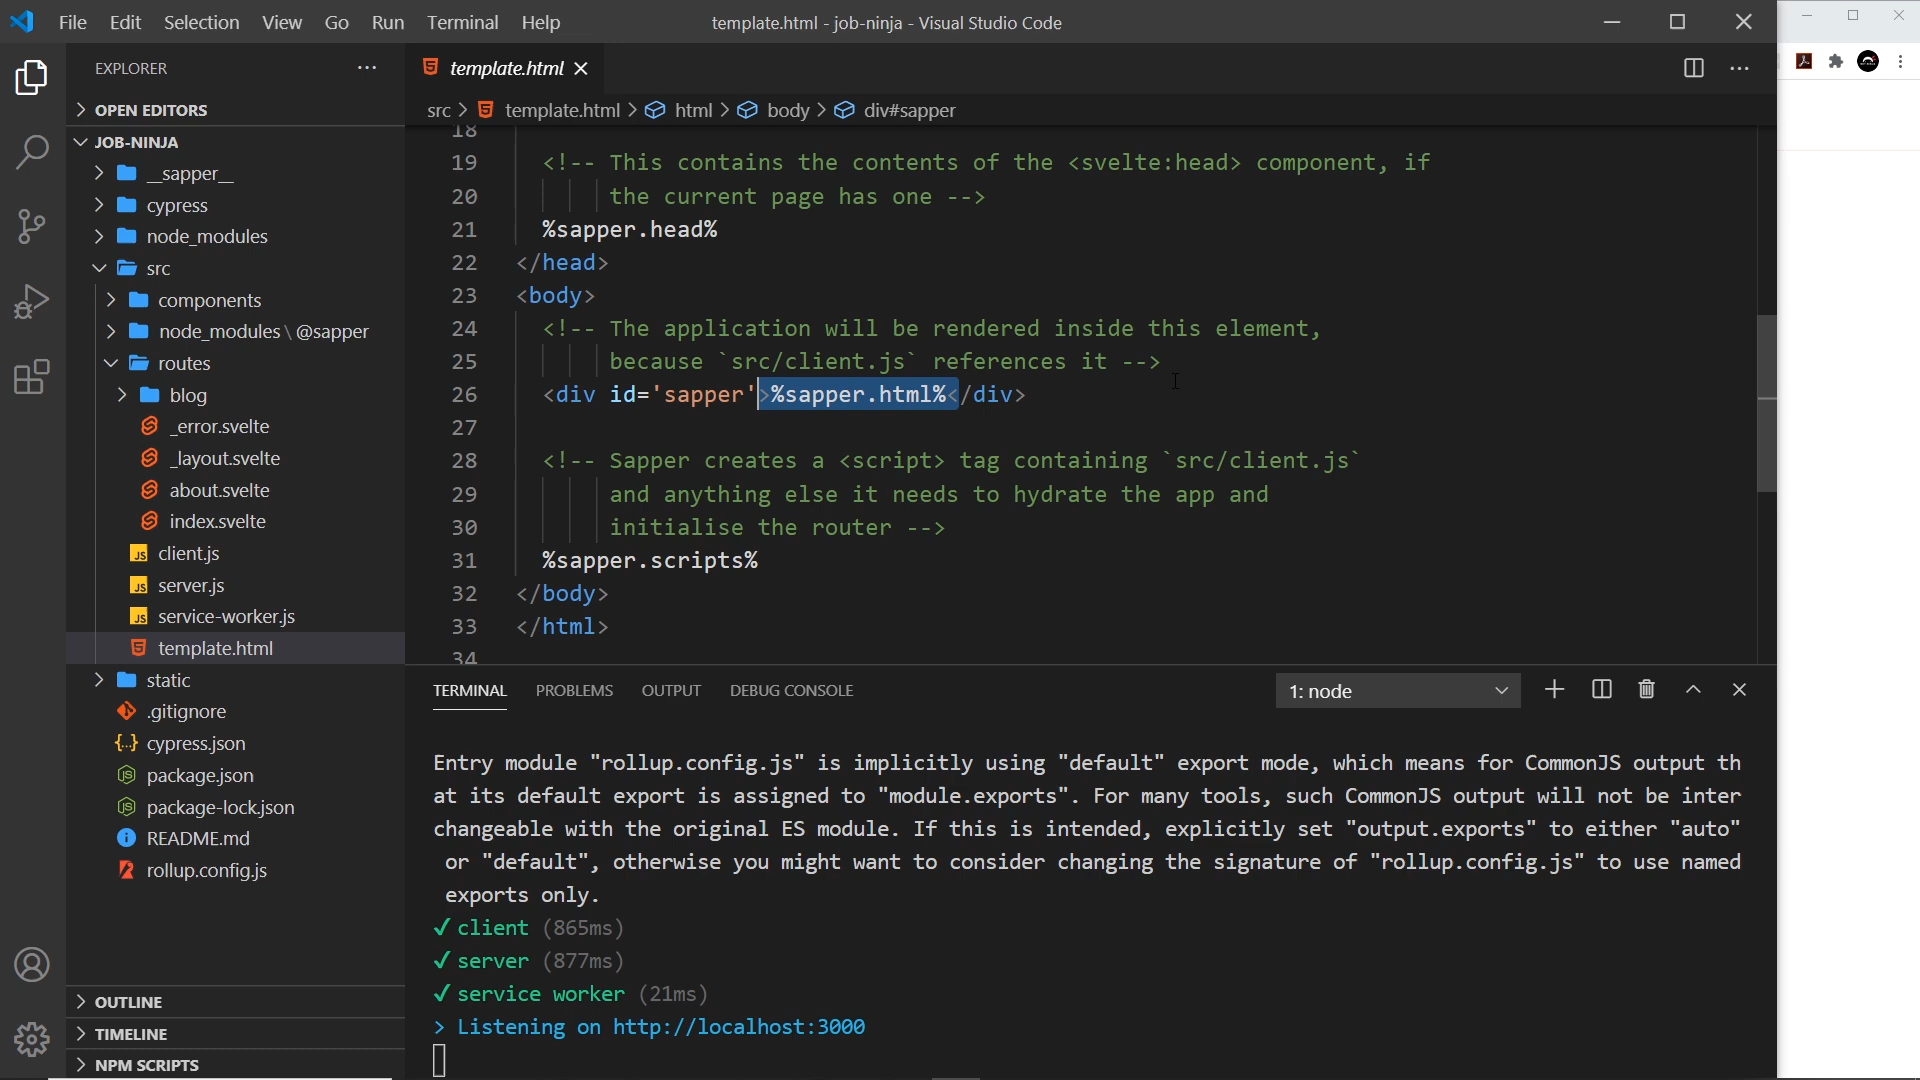 File Edit Selection View Go Run Terminal Help
template.html - job-ninja - Visual Studio Code
EXPLORER
OPEN EDITORS
JOB-NINJA
__sapper__
cypress
node_modules
src
components
node_modules \ @sapper
routes
blog
_error.svelte
_layout.svelte
about.svelte
index.svelte
client.js
server.js
service-worker.js
template.html
static
.gitignore
cypress.json
package.json
package-lock.json
README.md
rollup.config.js
OUTLINE
TIMELINE
NPM SCRIPTS
template.html
src > template.html > html > body > div#sapper
18
19 <!-- This contains the contents of the <svelte:head> component, if
20 the current page has one -->
21 %sapper.head%
22 </head>
23 <body>
24 <!-- The application will be rendered inside this element,
25 because `src/client.js` references it -->
26 <div id='sapper'>%sapper.html%</div>
27
28 <!-- Sapper creates a <script> tag containing `src/client.js`
29 and anything else it needs to hydrate the app and
30 initialise the router -->
31 %sapper.scripts%
32 </body>
33 </html>
34
TERMINAL PROBLEMS OUTPUT DEBUG CONSOLE
1: node
Entry module "rollup.config.js" is implicitly using "default" export mode, which means for CommonJS output th
at its default export is assigned to "module.exports". For many tools, such CommonJS output will not be inter
changeable with the original ES module. If this is intended, explicitly set "output.exports" to either "auto"
or "default", otherwise you might want to consider changing the signature of "rollup.config.js" to use named
exports only.
✓ client (865ms)
✓ server (877ms)
✓ service worker (21ms)
> Listening on http://localhost:3000